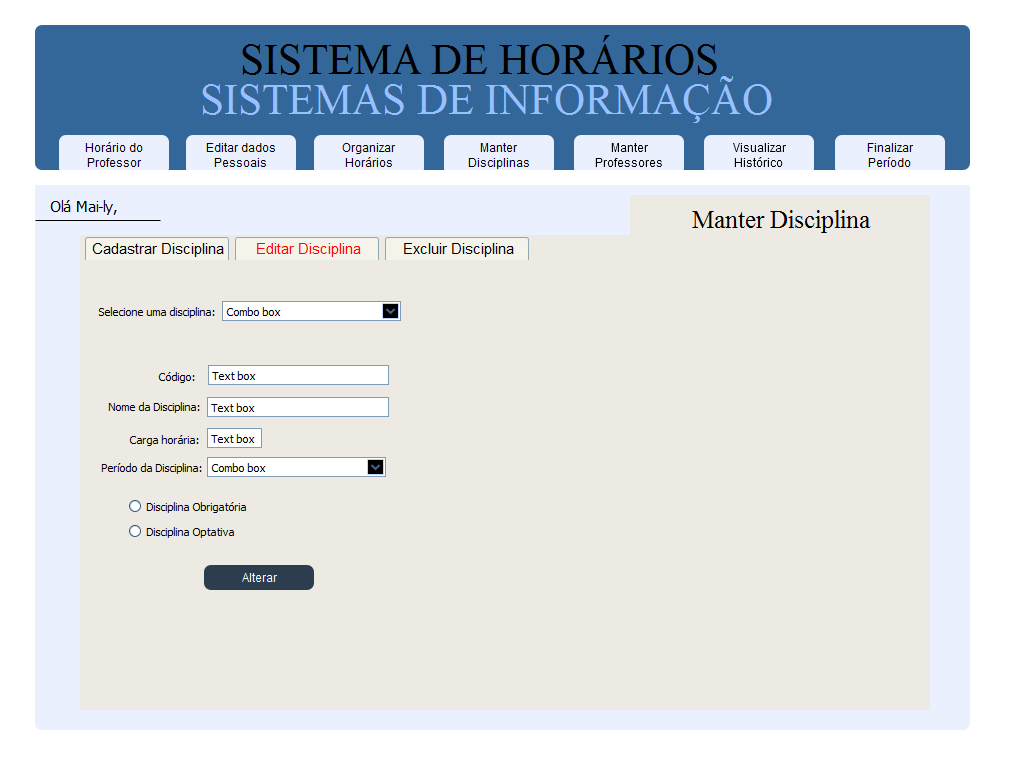 SISTEMA DE HORÁRIOS
SISTEMAS DE INFORMAÇÃO
Horário do
Professor
Editar dados
Pessoais
Organizar
Horários
Manter
Disciplinas
Manter
Professores
Visualizar
Histórico
Finalizar
Período
Olá Mai-ly,
Manter Disciplina
Cadastrar Disciplina
Editar Disciplina
Excluir Disciplina
Selecione uma disciplina: Combo box
Código: Text box
Nome da Disciplina: Text box
Carga horária: Text box
Período da Disciplina: Combo box
Disciplina Obrigatória
Disciplina Optativa
Alterar